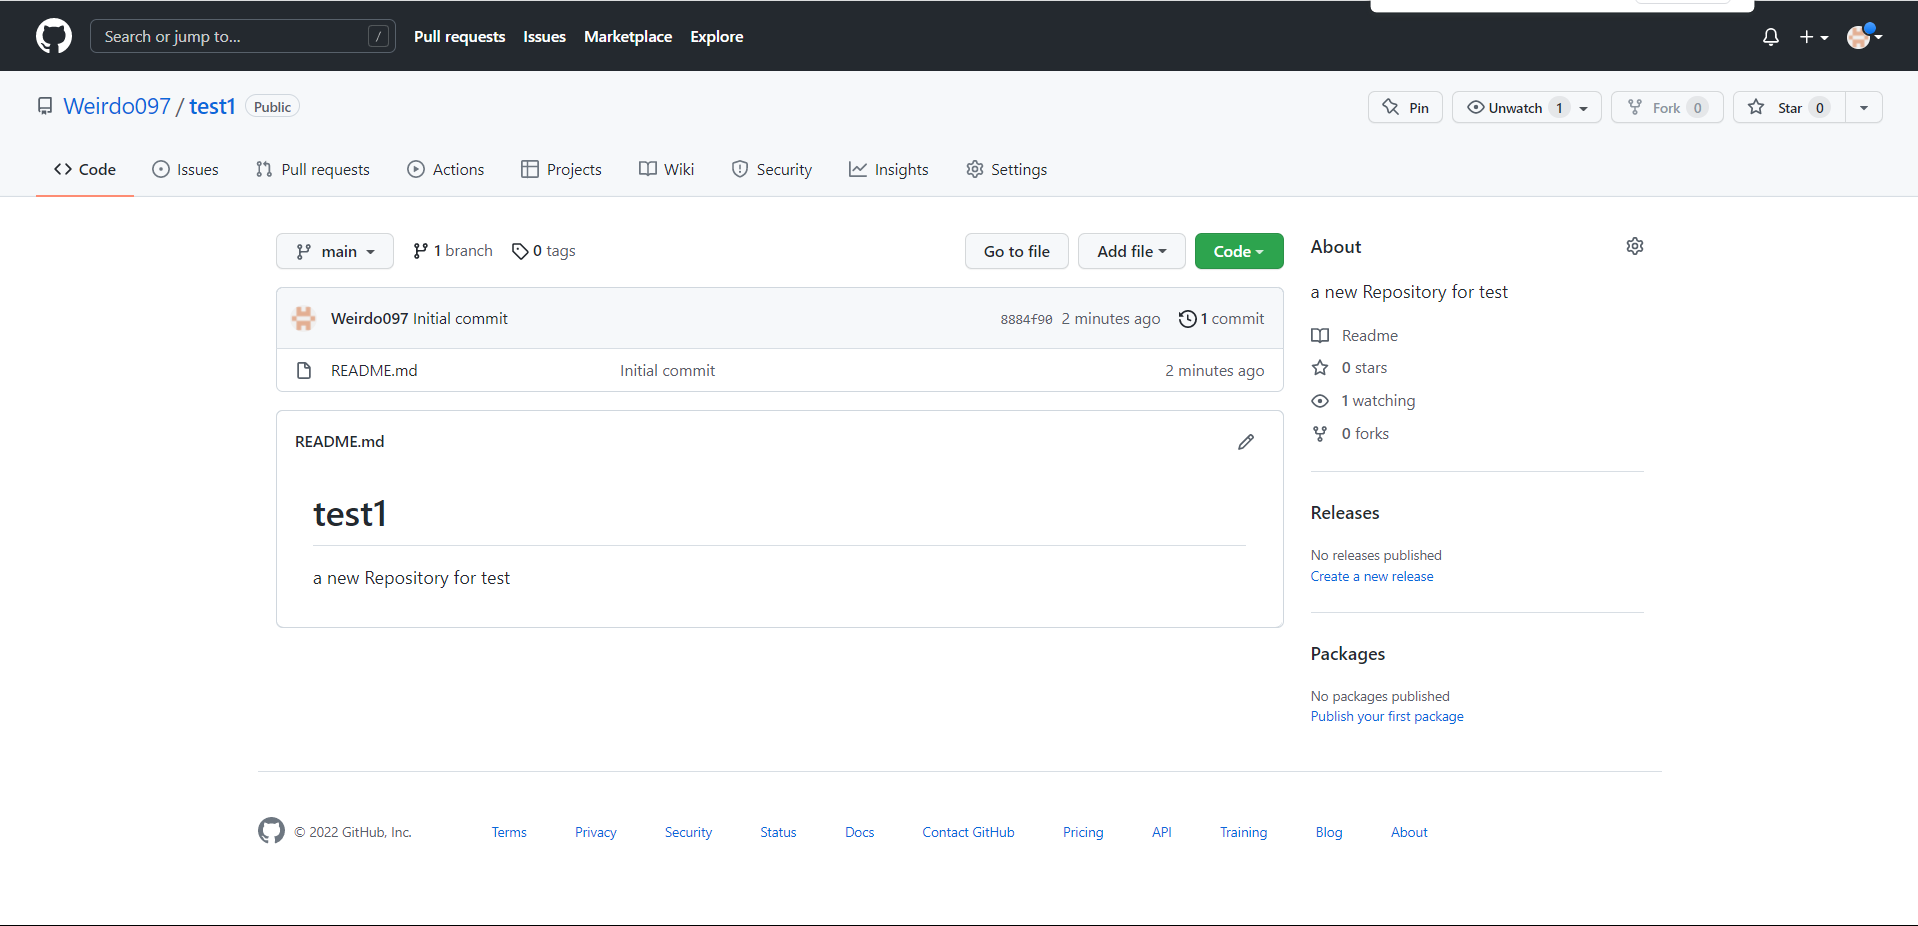 Search or jump to... /
Pull requests Issues Marketplace Explore
Weirdo097 / test1 Public
Pin Unwatch 1 Fork 0 Star 0
Code Issues Pull requests Actions Projects Wiki Security Insights Settings
main 1 branch 0 tags Go to file Add file Code
Weirdo097 Initial commit 8884f90 2 minutes ago 1 commit
README.md Initial commit 2 minutes ago
README.md
test1
a new Repository for test
About
a new Repository for test
Readme
0 stars
1 watching
0 forks
Releases
No releases published
Create a new release
Packages
No packages published
Publish your first package
© 2022 GitHub, Inc. Terms Privacy Security Status Docs Contact GitHub Pricing API Training Blog About